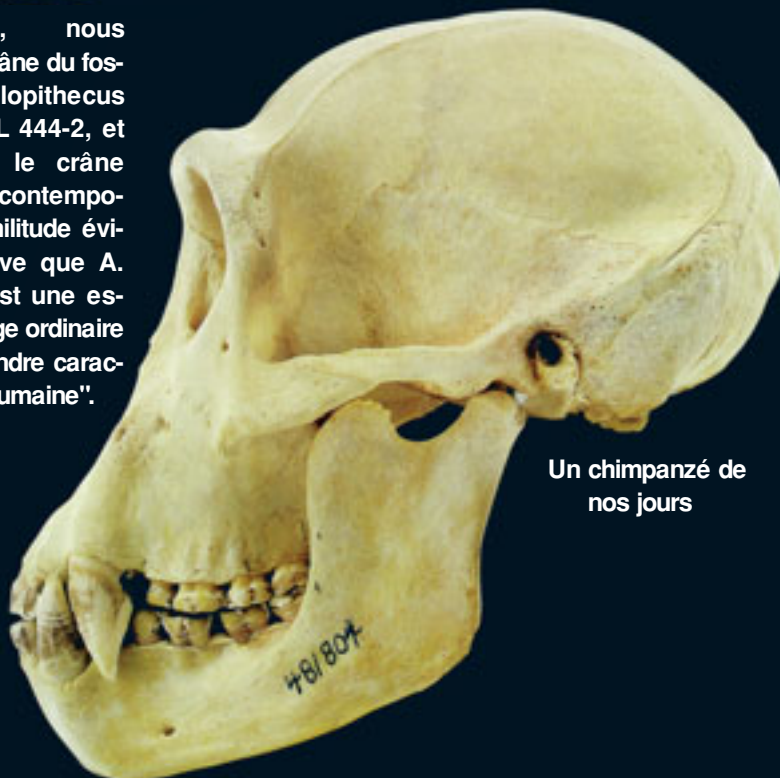 , nous
âne du fos-
lopithecus
L 444-2, et
le crâne
contempo-
nilitude évi-
ve que A.
st une es-
ge ordinaire
ndre carac-
umaine".
Un chimpanzé de
nos jours
481807